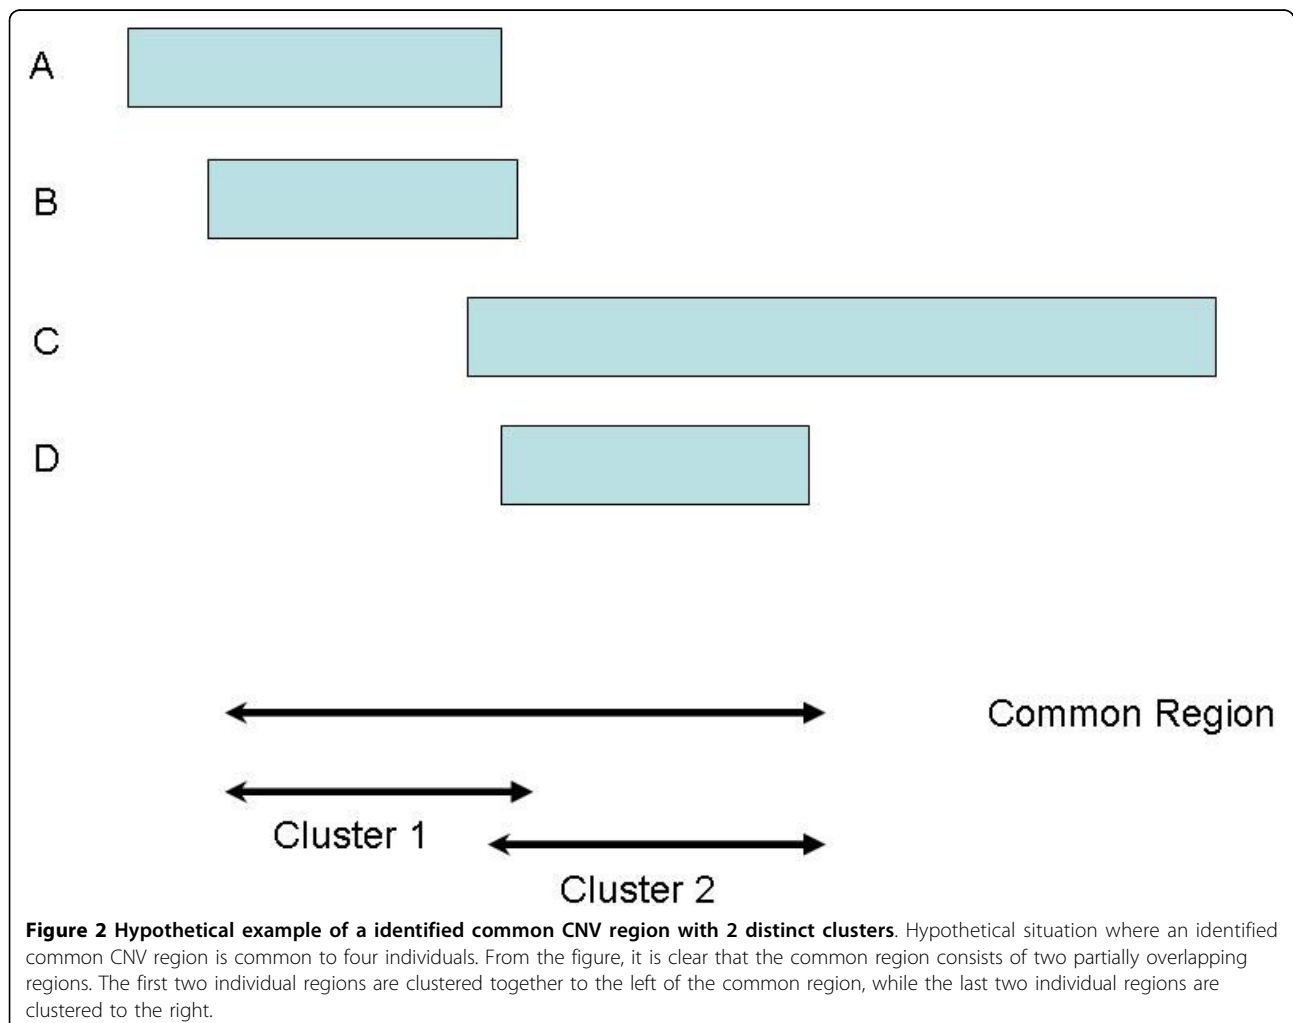 A
B
C
D
Common Region
Cluster 1
Cluster 2
Figure 2 Hypothetical example of a identified common CNV region with 2 distinct clusters. Hypothetical situation where an identified
common CNV region is common to four individuals. From the figure, it is clear that the common region consists of two partially overlapping
regions. The first two individual regions are clustered together to the left of the common region, while the last two individual regions are
clustered to the right.